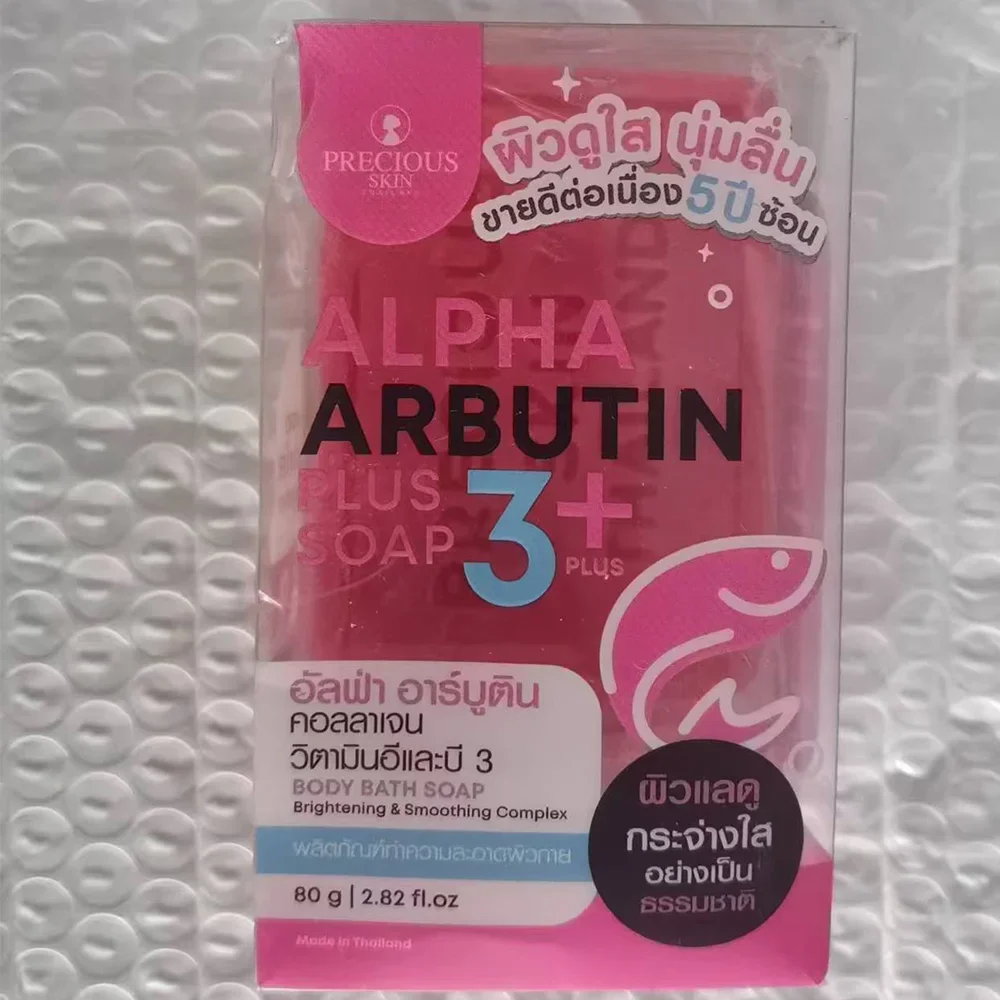 PRECIOUS
SKIN
THAILAND
ผิวดูใส นุ่มลื่น
ขายดีต่อเนื่อง 5 ปี ซ้อน
ALPHA
ARBUTIN
PLUS
SOAP
3+
PLUS
อัลฟ่า อาร์บูติน
คอลลาเจน
วิตามินอีและบี 3
BODY BATH SOAP
Brightening & Smoothing Complex
ผลิตภัณฑ์ทำความสะอาดผิวกาย
80 g | 2.82 fl.oz
Made in Thailand
ผิวแลดู
กระจ่างใส
อย่างเป็น
ธรรมชาติ